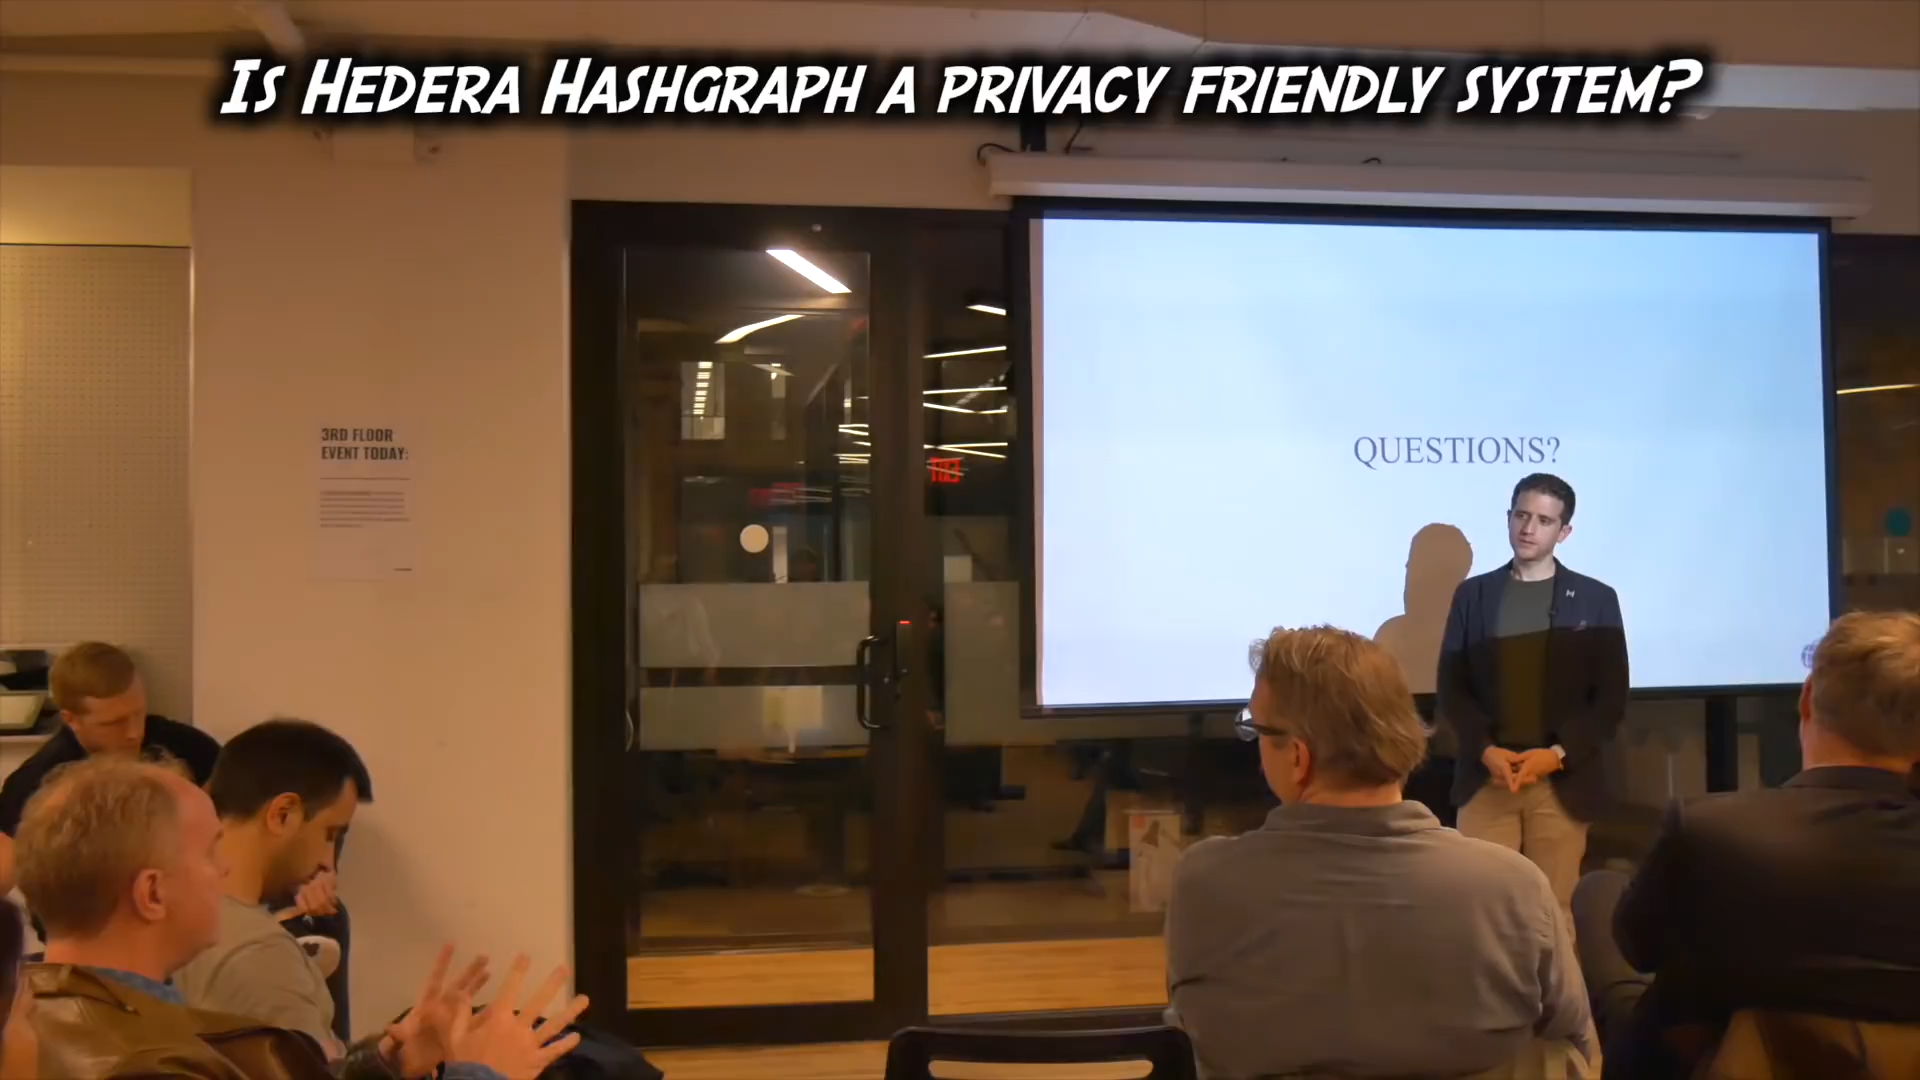 Is Hedera Hashgraph a privacy friendly system?
QUESTIONS?
3RD FLOOR
EVENT TODAY: